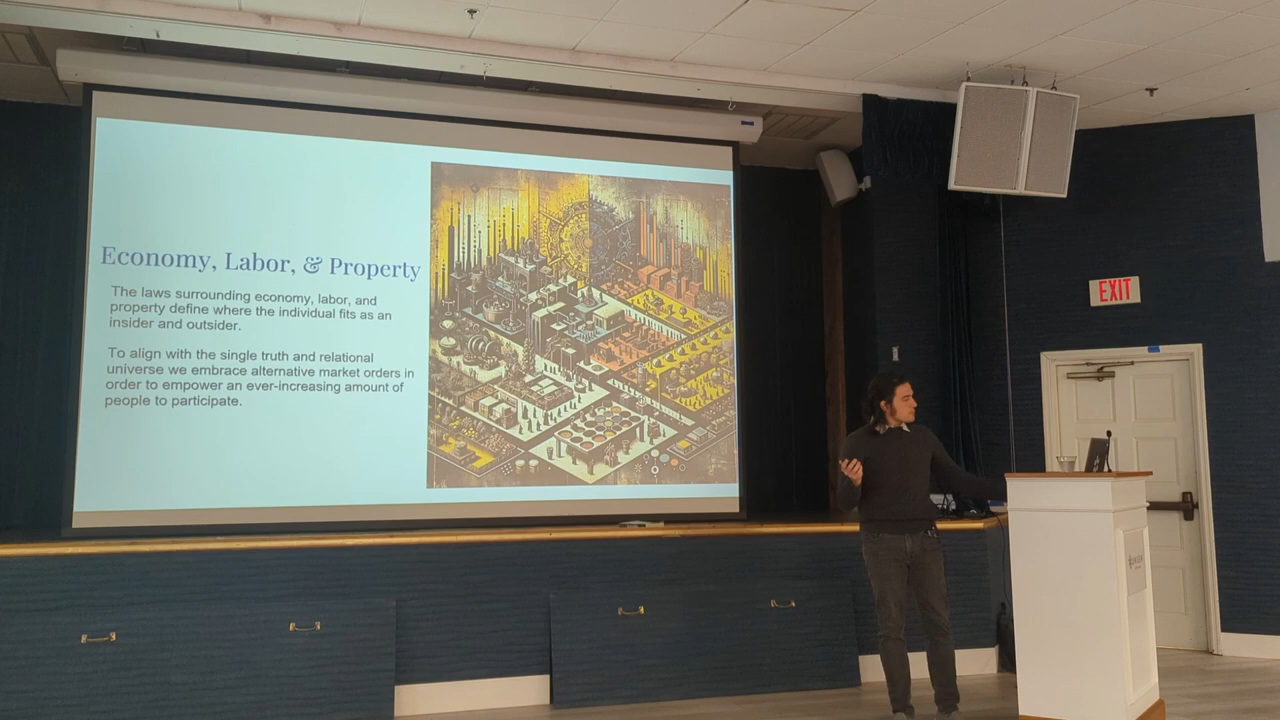 Economy, Labor, & Property
The laws surrounding economy, labor, and
property define where the individual fits as an
insider and outsider.
To align with the single truth and relational
universe we embrace alternative market orders in
order to empower an ever-increasing amount of
people to participate.
EXIT